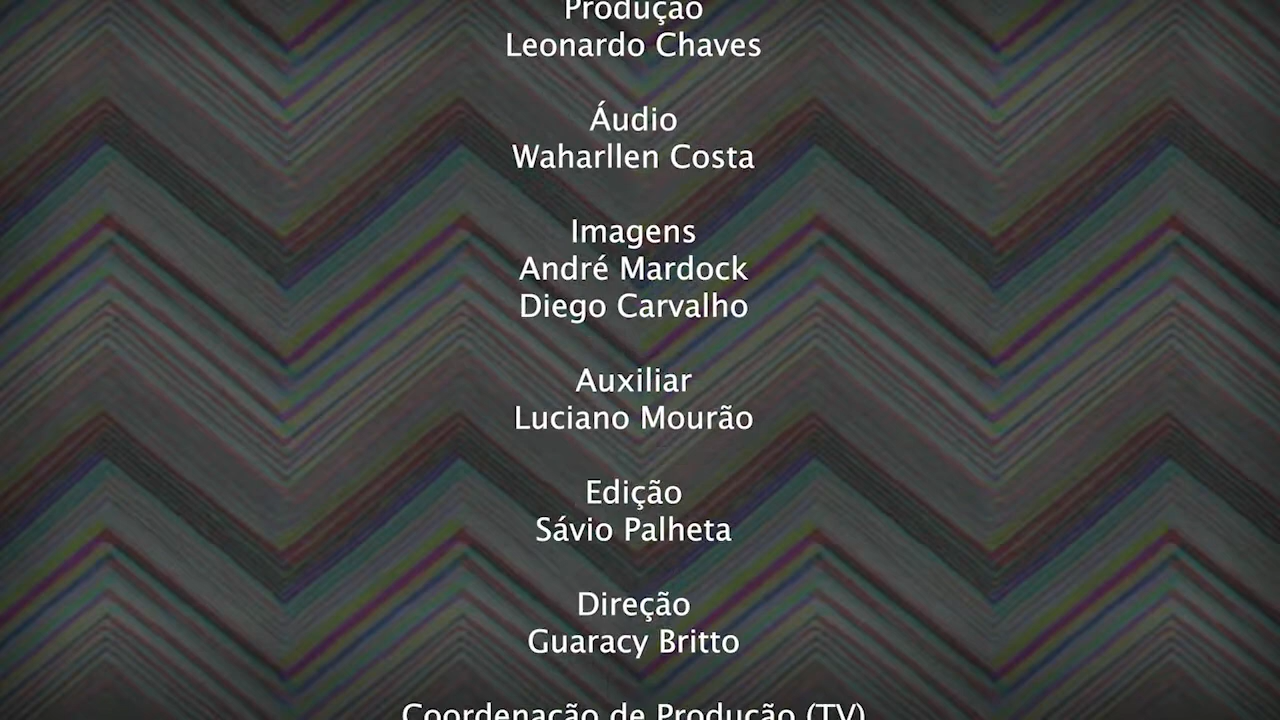 Produção
Leonardo Chaves
Áudio
Waharllen Costa
Imagens
André Mardock
Diego Carvalho
Auxiliar
Luciano Mourão
Edição
Sávio Palheta
Direção
Guaracy Britto
Coordenação de Produção (TV)